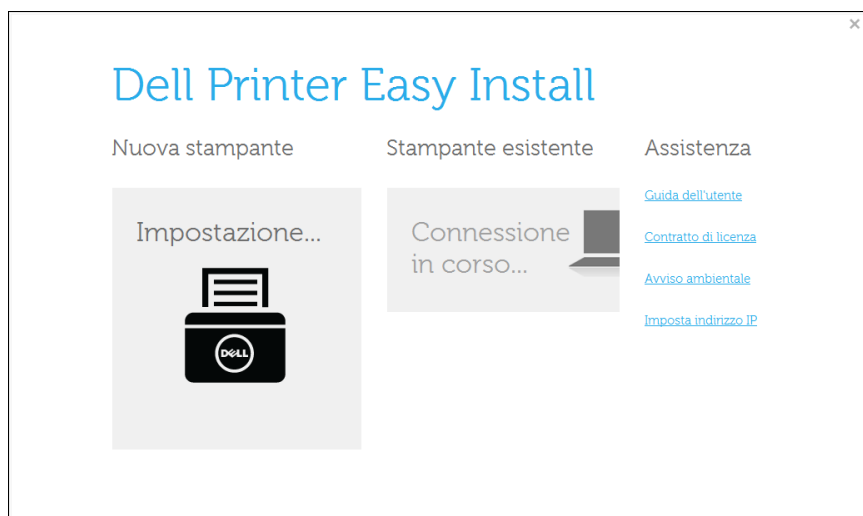 ×
Dell Printer Easy Install
Nuova stampante
Impostazione...
DELL
Stampante esistente
Connessione
in corso...
Assistenza
Guida dell'utente
Contratto di licenza
Avviso ambientale
Imposta indirizzo IP